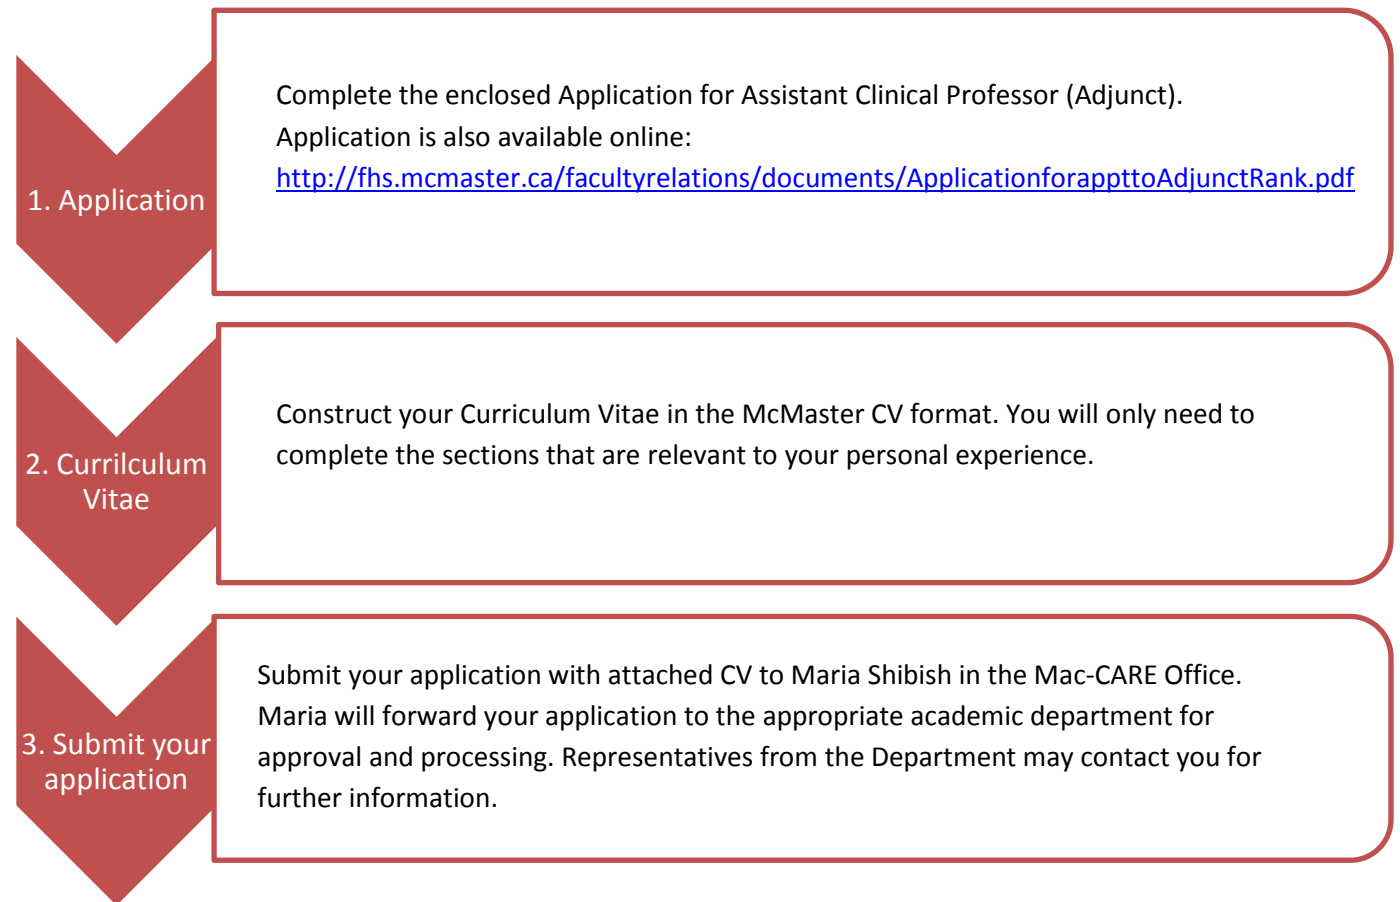 1. Application
Complete the enclosed Application for Assistant Clinical Professor (Adjunct).
Application is also available online:
http://fhs.mcmaster.ca/facultyrelations/documents/ApplicationforappttoAdjunctRank.pdf
2. Currilculum
Vitae
Construct your Curriculum Vitae in the McMaster CV format. You will only need to
complete the sections that are relevant to your personal experience.
3. Submit your
application
Submit your application with attached CV to Maria Shibish in the Mac-CARE Office.
Maria will forward your application to the appropriate academic department for
approval and processing. Representatives from the Department may contact you for
further information.